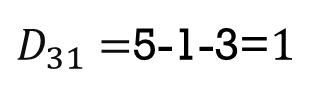 D₃₁ =5-1-3=1